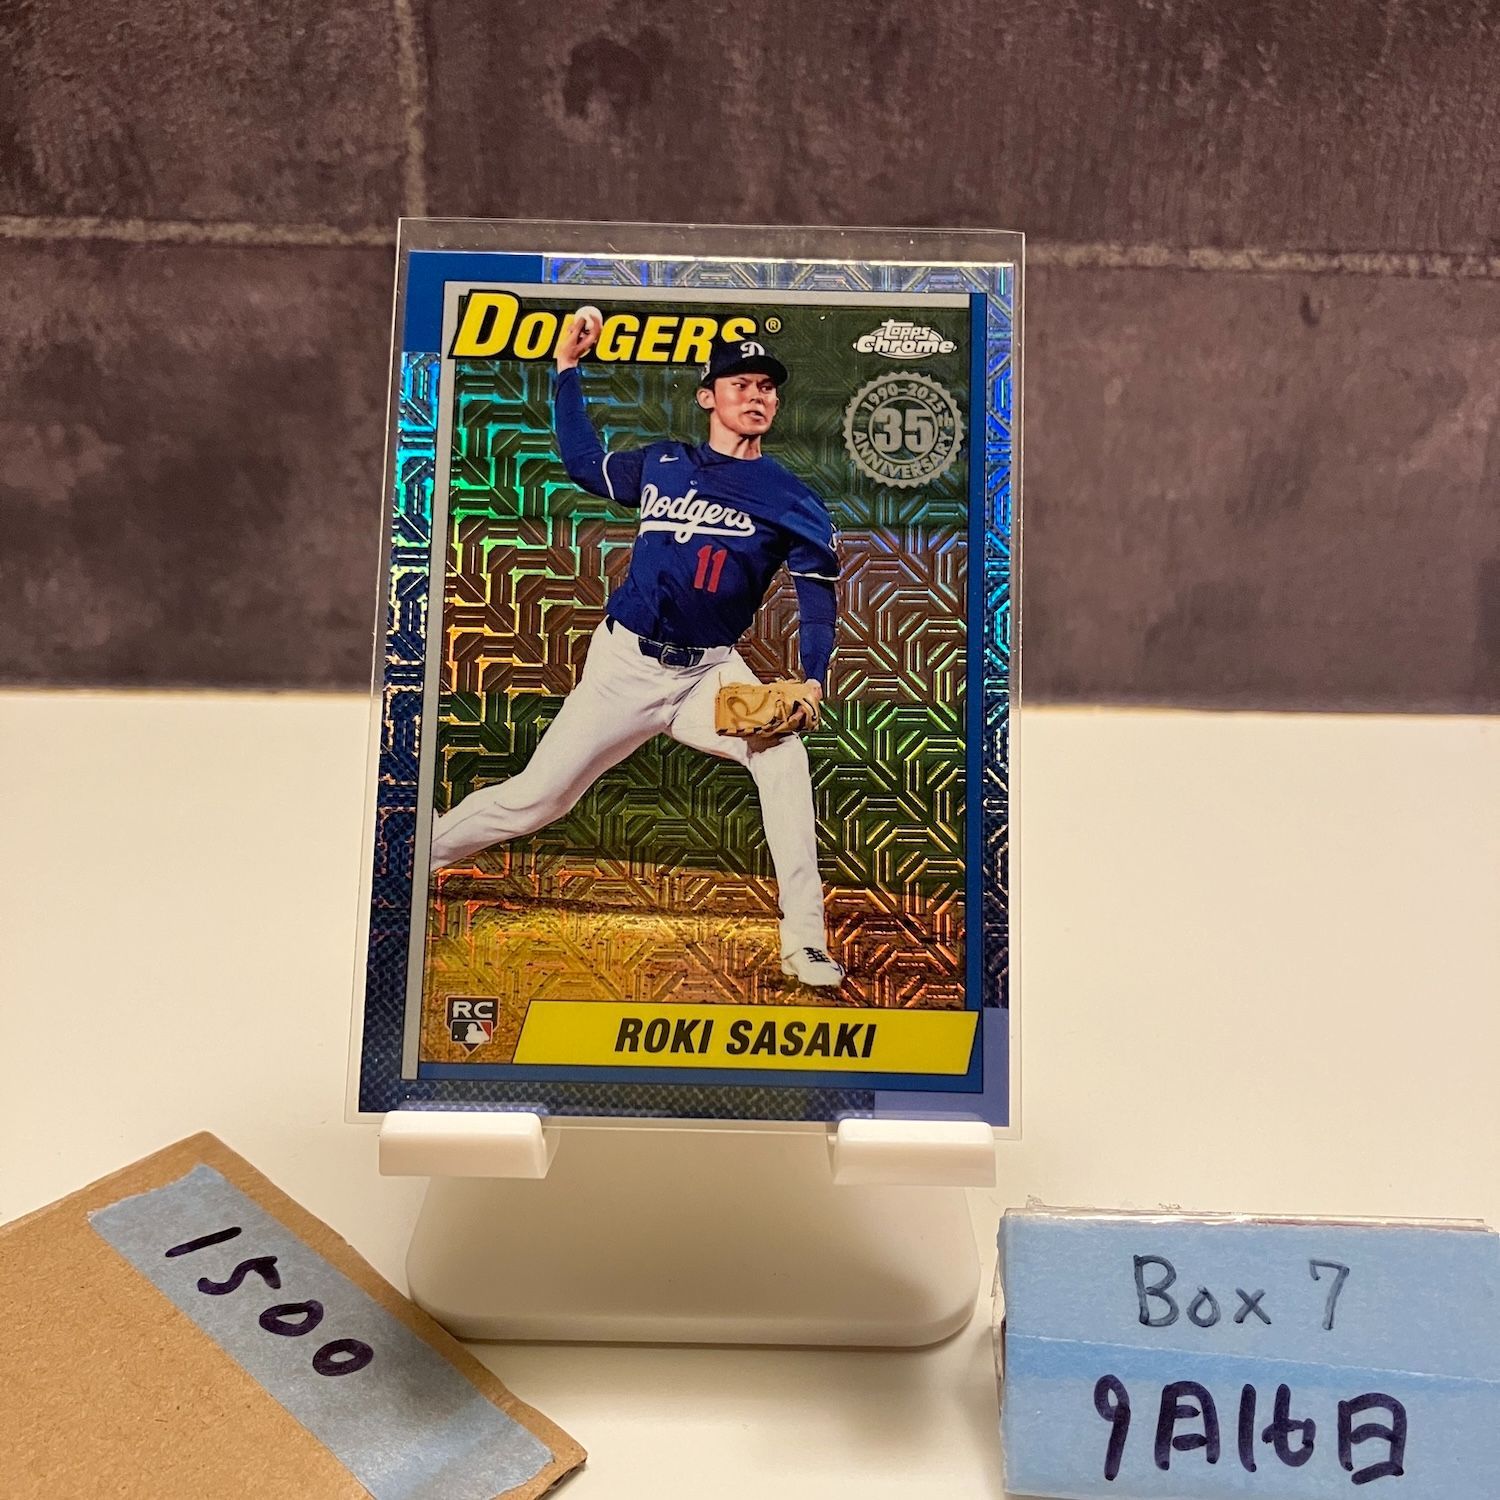 DODGERS®
Topps
Chrome
1990-2025
35TH
ANNIVERSARY
D
Dodgers
11
RC
ROKI SASAKI
1500
Box 7
9月16日